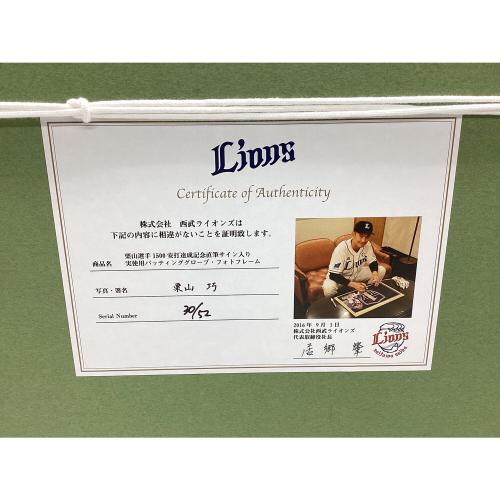 Lions
Certificate of Authenticity
株式会社 西武ライオンズは
下記の内容に相違がないことを証明致します。
栗山選手1500安打達成記念直筆サイン入り
商品名 実使用バッティンググローブ・フォトフレーム
写真・署名 栗山 巧
Serial Number 30/52
2016年9月1日
株式会社西武ライオンズ
代表取締役社長
居郷 肇
Lions
saitama seibu